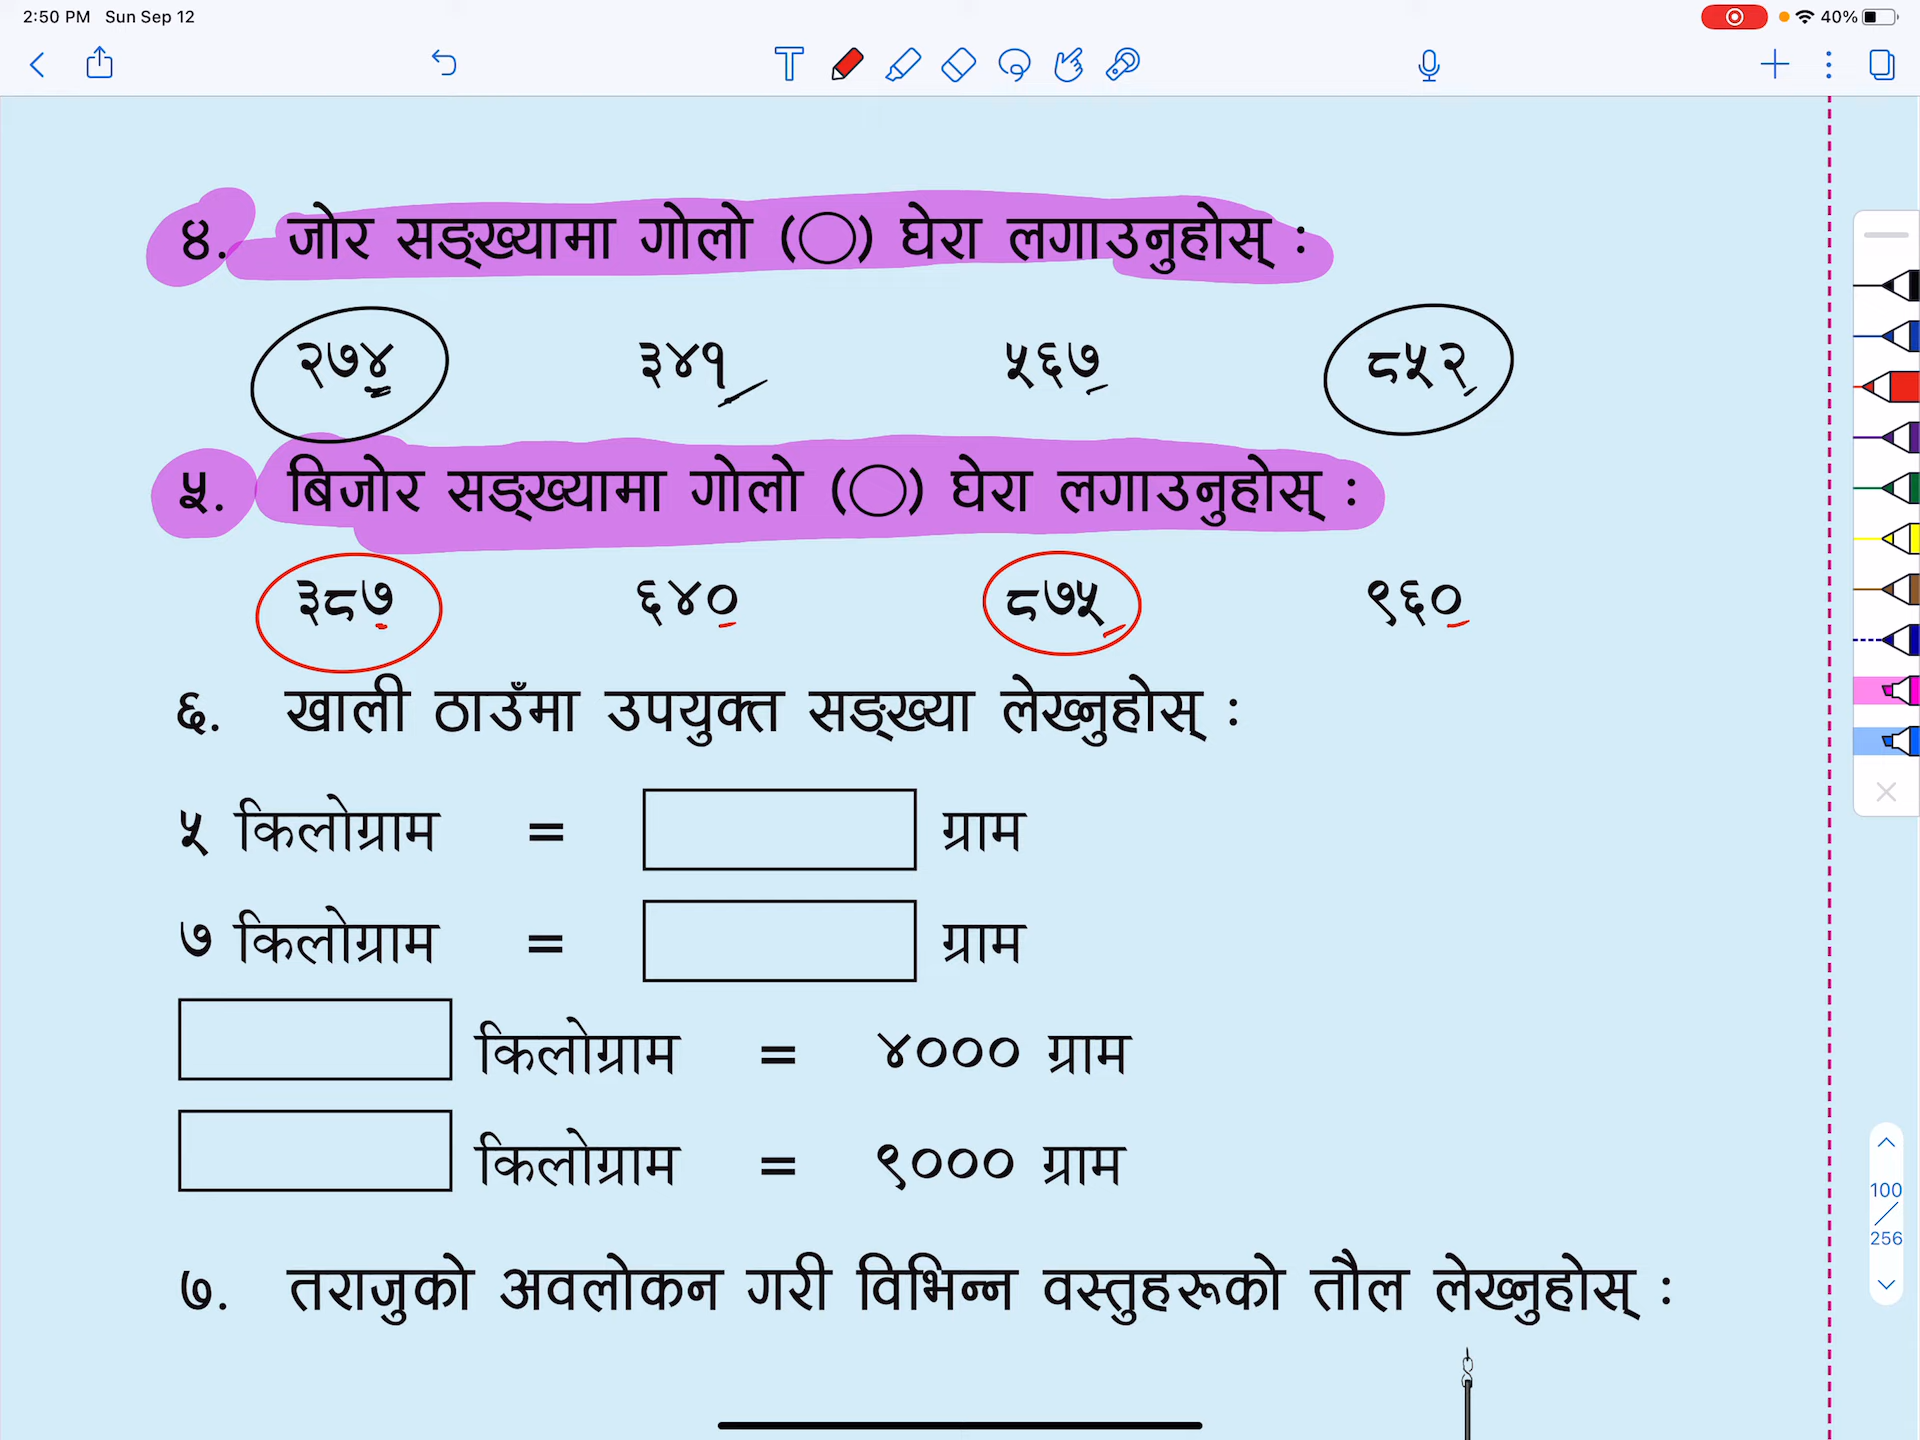 2:50 PM Sun Sep 12 40%
४. जोर सङ्ख्यामा गोलो (◯) घेरा लगाउनुहोस् :
२७४ ३४१ ५६७ ८५२
५. बिजोर सङ्ख्यामा गोलो (◯) घेरा लगाउनुहोस् :
३८७ ६४० ८७५ ९६०
६. खाली ठाउँमा उपयुक्त सङ्ख्या लेख्नुहोस् :
५ किलोग्राम = ग्राम
७ किलोग्राम = ग्राम
किलोग्राम = ४००० ग्राम
किलोग्राम = ९००० ग्राम
100/256
७. तराजुको अवलोकन गरी विभिन्न वस्तुहरूको तौल लेख्नुहोस् :